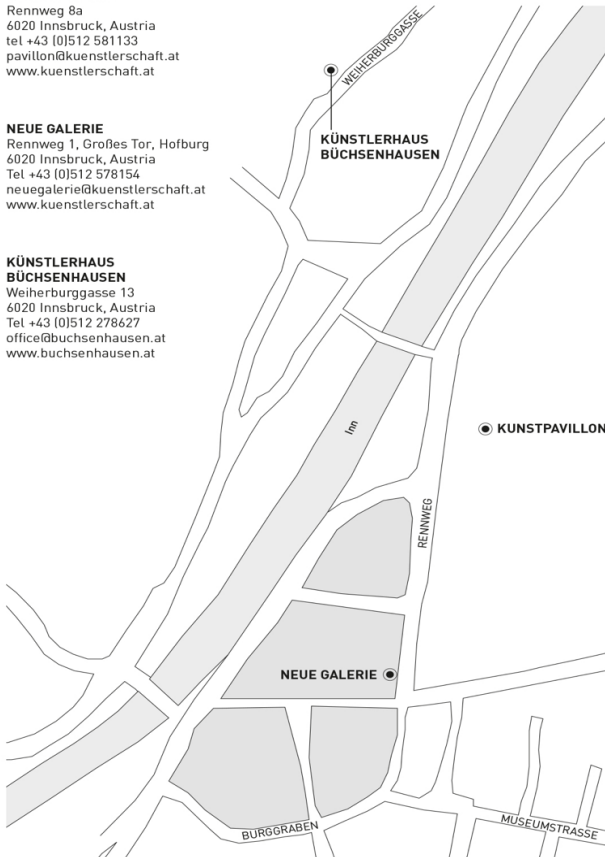 Rennweg 8a
6020 Innsbruck, Austria
tel +43 (0)512 581133
pavillon@kuenstlerschaft.at
www.kuenstlerschaft.at
NEUE GALERIE
Rennweg 1, Großes Tor, Hofburg
6020 Innsbruck, Austria
Tel +43 (0)512 578154
neuegalerie@kuenstlerschaft.at
www.kuenstlerschaft.at
KÜNSTLERHAUS
BÜCHSENHAUSEN
Weiherburggasse 13
6020 Innsbruck, Austria
Tel +43 (0)512 278627
office@buchsenhausen.at
www.buchsenhausen.at
WEIHERBURGGASSE
KÜNSTLERHAUS
BÜCHSENHAUSEN
Inn
KUNSTPAVILLON
RENNWEG
NEUE GALERIE
BURGGRABEN
MUSEUMSTRASSE